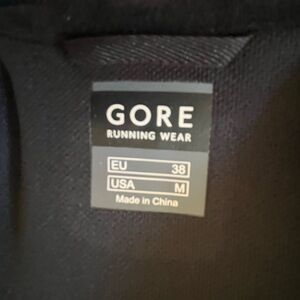 GORE
RUNNING WEAR
EU 38
USA M
Made in China